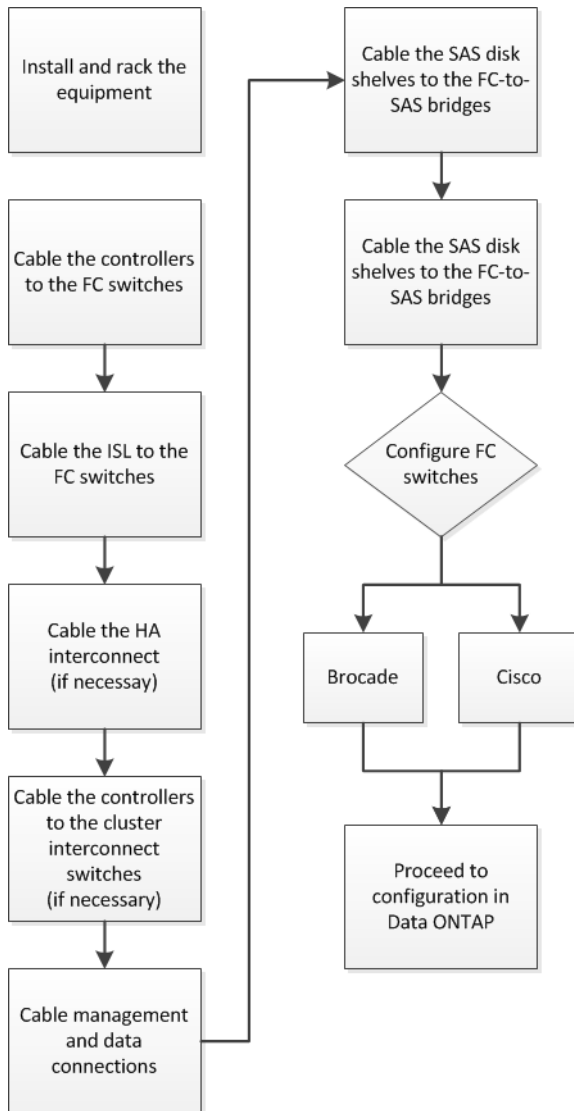 Install and rack the
equipment
Cable the controllers
to the FC switches
Cable the ISL to the
FC switches
Cable the HA
interconnect
(if necessay)
Cable the controllers
to the cluster
interconnect
switches
(if necessary)
Cable management
and data
connections
Cable the SAS disk
shelves to the FC-to-
SAS bridges
Cable the SAS disk
shelves to the FC-to-
SAS bridges
Configure FC
switches
Brocade
Cisco
Proceed to
configuration in
Data ONTAP